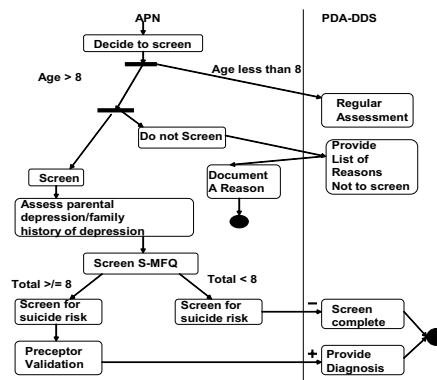 APN
PDA-DDS
Decide to screen
Age > 8
Age less than 8
Regular
Assessment
Do not Screen
Provide
List of
Reasons
Not to screen
Screen
Document
A Reason
Assess parental
depression/family
history of depression
Screen S-MFQ
Total >/= 8
Total < 8
Screen for
suicide risk
Screen for
suicide risk
–
Screen
complete
Preceptor
Validation
+
Provide
Diagnosis